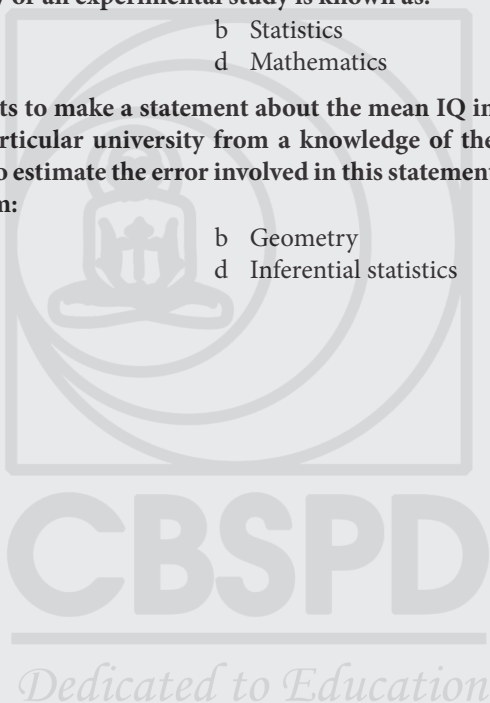 y of an experimental study is known as:
b Statistics
d Mathematics
ts to make a statement about the mean IQ in
rticular university from a knowledge of the
o estimate the error involved in this statement
m:
b Geometry
d Inferential statistics
CBSPD
Dedicated to Education